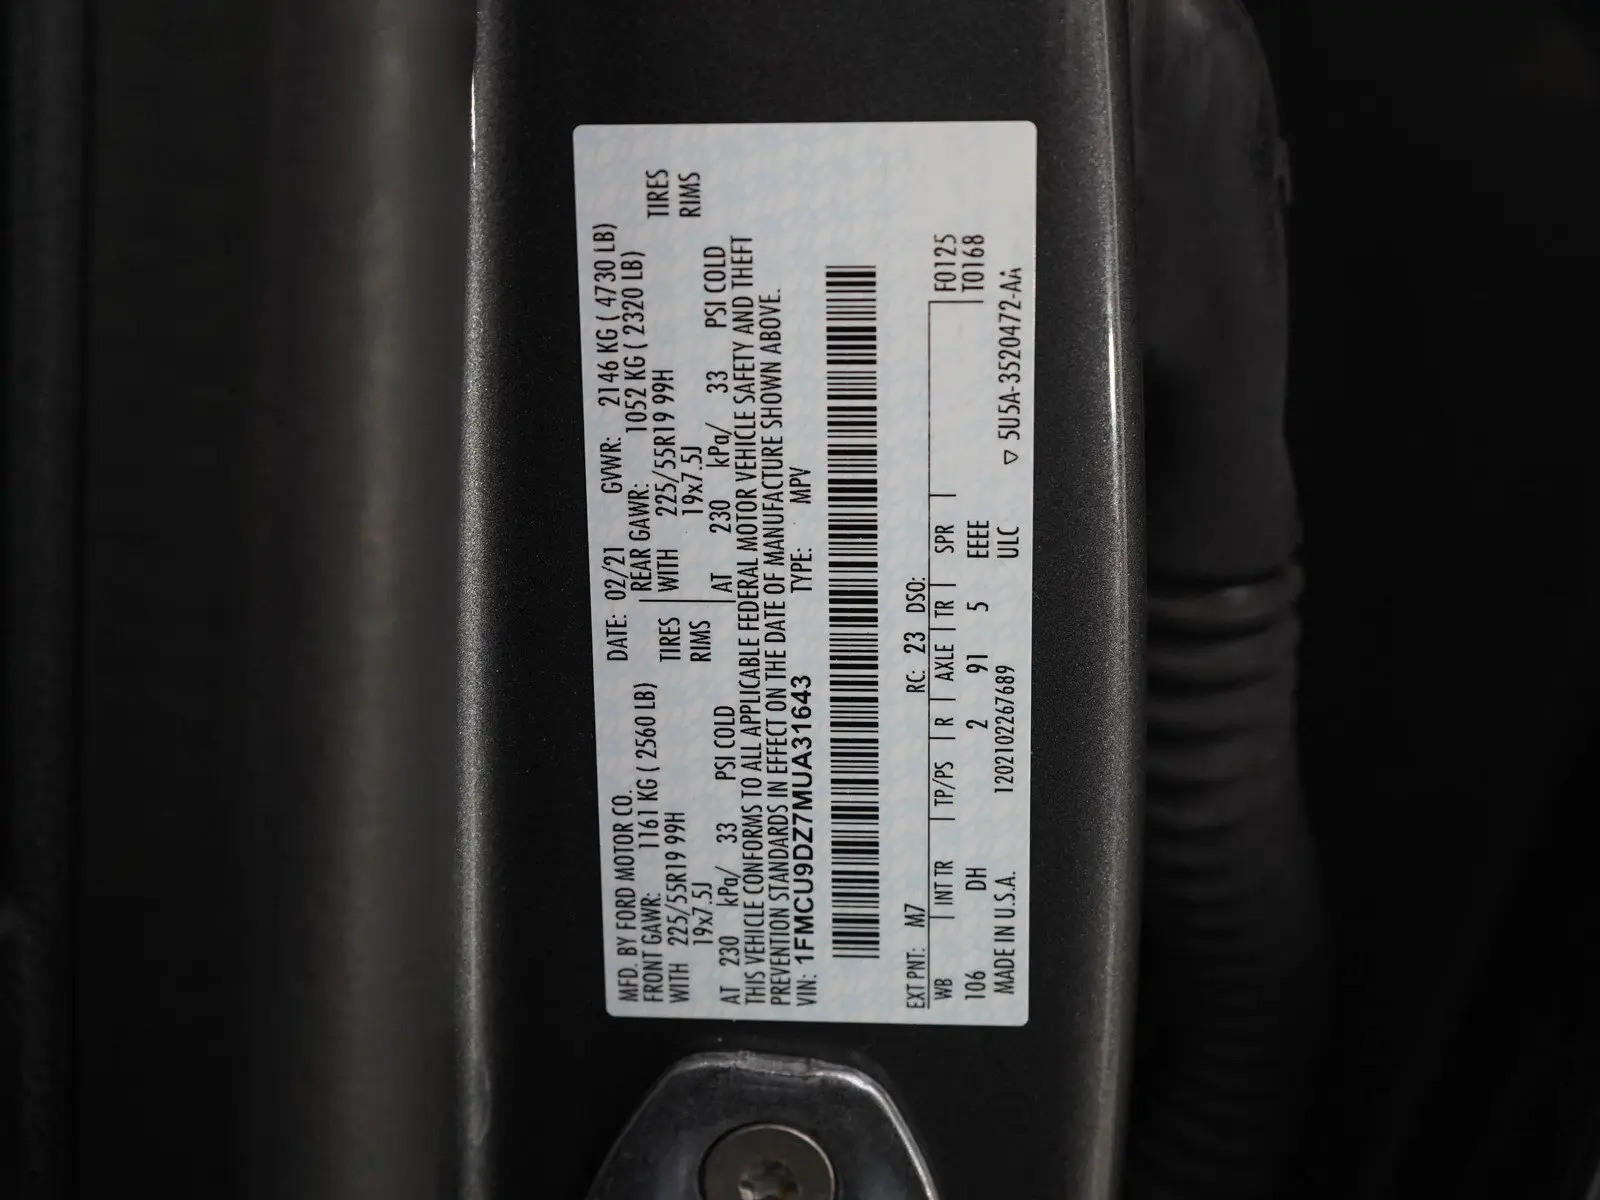 MFD. BY FORD MOTOR CO. DATE: 02/21 GVWR: 2146 KG ( 4730 LB)
FRONT GAWR: 1161 KG ( 2560 LB) REAR GAWR: 1052 KG ( 2320 LB)
WITH 225/55R19 99H TIRES WITH 225/55R19 99H TIRES
19x7.5J RIMS 19x7.5J RIMS
AT 230 kPa/ 33 PSI COLD AT 230 kPa/ 33 PSI COLD
THIS VEHICLE CONFORMS TO ALL APPLICABLE FEDERAL MOTOR VEHICLE SAFETY AND THEFT
PREVENTION STANDARDS IN EFFECT ON THE DATE OF MANUFACTURE SHOWN ABOVE.
VIN: 1FMCU9DZ7MUA31643 TYPE: MPV
EXT PNT: M7 RC: 23 DSO:
WB INT TR TP/PS R AXLE TR SPR F0125
106 DH 2 91 5 EEEE T0168
MADE IN U.S.A. 1202102267689 ULC ▽ 5U5A-3520472-AA